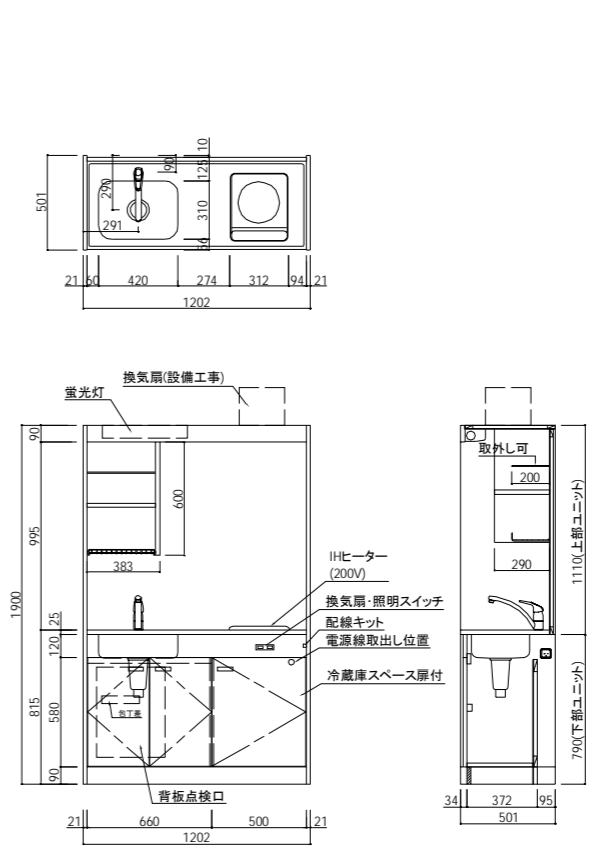 10
90
125
290
501
310
291
56
21
60
420
274
312
94
21
1202
換気扇(設備工事)
蛍光灯
90
取外し可
200
600
995
383
290
1110(上部ユニット)
IHヒーター
(200V)
1900
換気扇・照明スイッチ
25
配線キット
120
電源線取出し位置
冷蔵庫スペース扉付
815
580
包丁差
790(下部ユニット)
90
背板点検口
21
660
500
21
1202
34
372
95
501